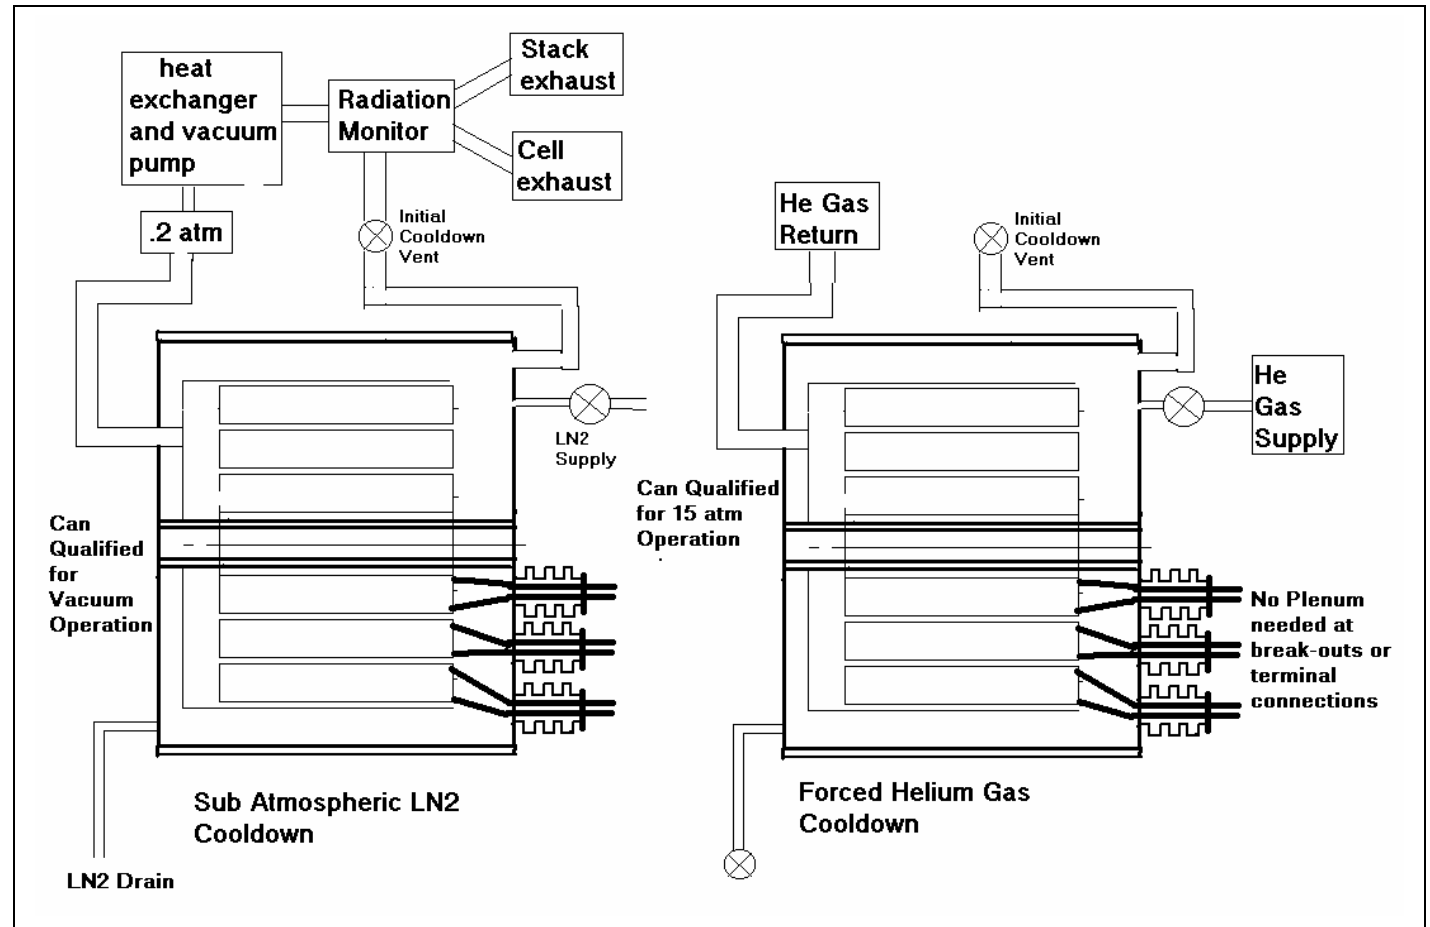 heat
exchanger
and vacuum
pump
Radiation
Monitor
Stack
exhaust
Cell
exhaust
.2 atm
Initial
Cooldown
Vent
LN2
Supply
Can
Qualified
for
Vacuum
Operation
Sub Atmospheric LN2
Cooldown
LN2 Drain
He Gas
Return
Initial
Cooldown
Vent
He
Gas
Supply
Can Qualified
for 15 atm
Operation
No Plenum
needed at
break-outs or
terminal
connections
Forced Helium Gas
Cooldown